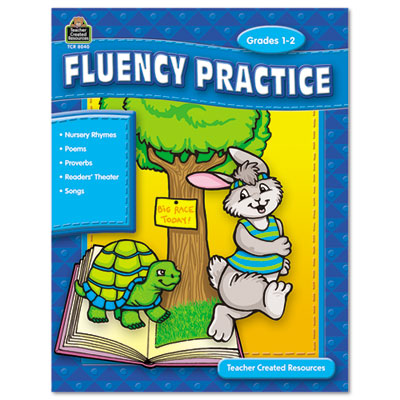 Teacher
Created
Resources
TCR 8040
Grades 1-2
FLUENCY PRACTICE
• Nursery Rhymes
• Poems
• Proverbs
• Readers' Theater
• Songs
BIG RACE
TODAY!
Teacher Created Resources